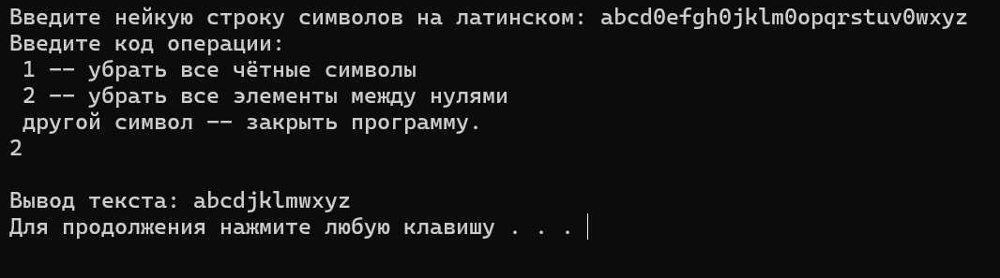 Введите нейкую строку символов на латинском: abcd0efgh0jklm0opqrstuv0wxyz
Введите код операции:
1 -- убрать все чётные символы
2 -- убрать все элементы между нулями
другой символ -- закрыть программу.
2
Вывод текста: abcdjklmwxyz
Для продолжения нажмите любую клавишу . . .